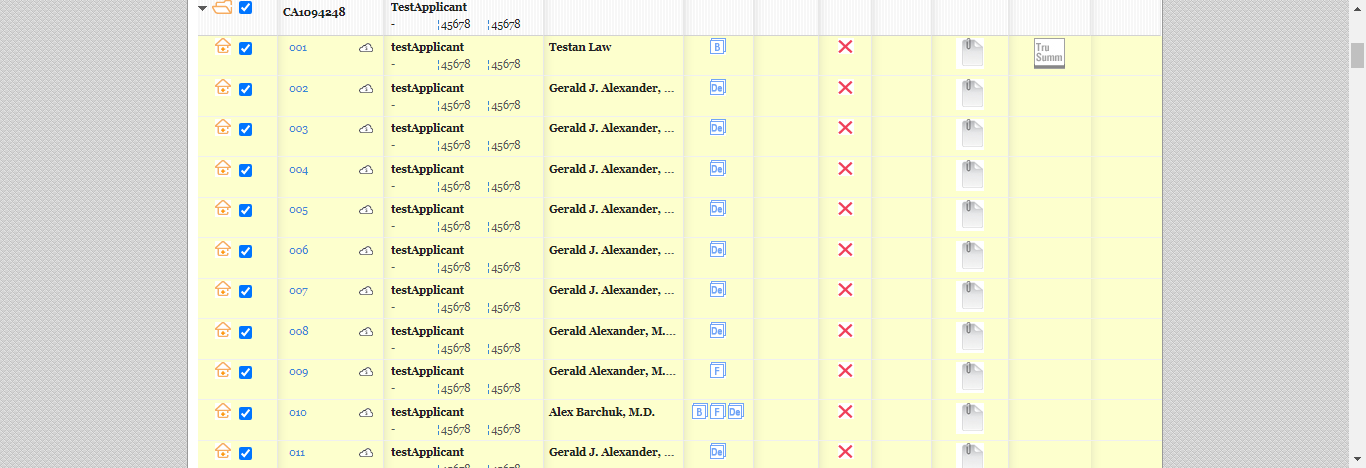 CA1094248
TestApplicant
- ¦45678 ¦45678
001 testApplicant Testan Law B Tru
Summ
- ¦45678 ¦45678
002 testApplicant Gerald J. Alexander, ... De
- ¦45678 ¦45678
003 testApplicant Gerald J. Alexander, ... De
- ¦45678 ¦45678
004 testApplicant Gerald J. Alexander, ... De
- ¦45678 ¦45678
005 testApplicant Gerald J. Alexander, ... De
- ¦45678 ¦45678
006 testApplicant Gerald J. Alexander, ... De
- ¦45678 ¦45678
007 testApplicant Gerald J. Alexander, ... De
- ¦45678 ¦45678
008 testApplicant Gerald Alexander, M.... De
- ¦45678 ¦45678
009 testApplicant Gerald Alexander, M.... F
- ¦45678 ¦45678
010 testApplicant Alex Barchuk, M.D. B F De
- ¦45678 ¦45678
011 testApplicant Gerald J. Alexander, ... De
- ¦45678 ¦45678